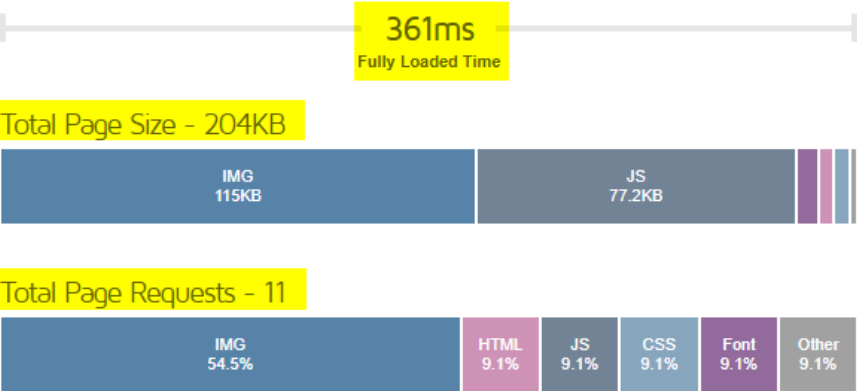 361ms
Fully Loaded Time
Total Page Size - 204KB
IMG
115KB
JS
77.2KB
Total Page Requests - 11
IMG
54.5%
HTML
9.1%
JS
9.1%
CSS
9.1%
Font
9.1%
Other
9.1%